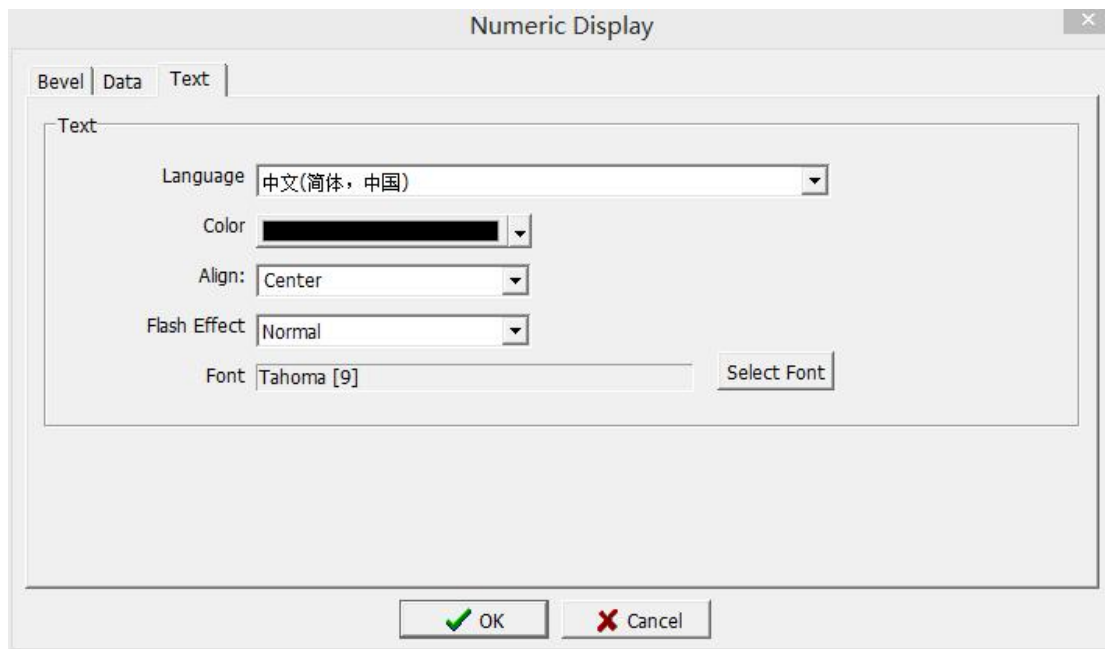 Numeric Display
Bevel Data Text
Text
Language 中文(简体，中国)
Color
Align: Center
Flash Effect Normal
Font Tahoma [9] Select Font
OK Cancel